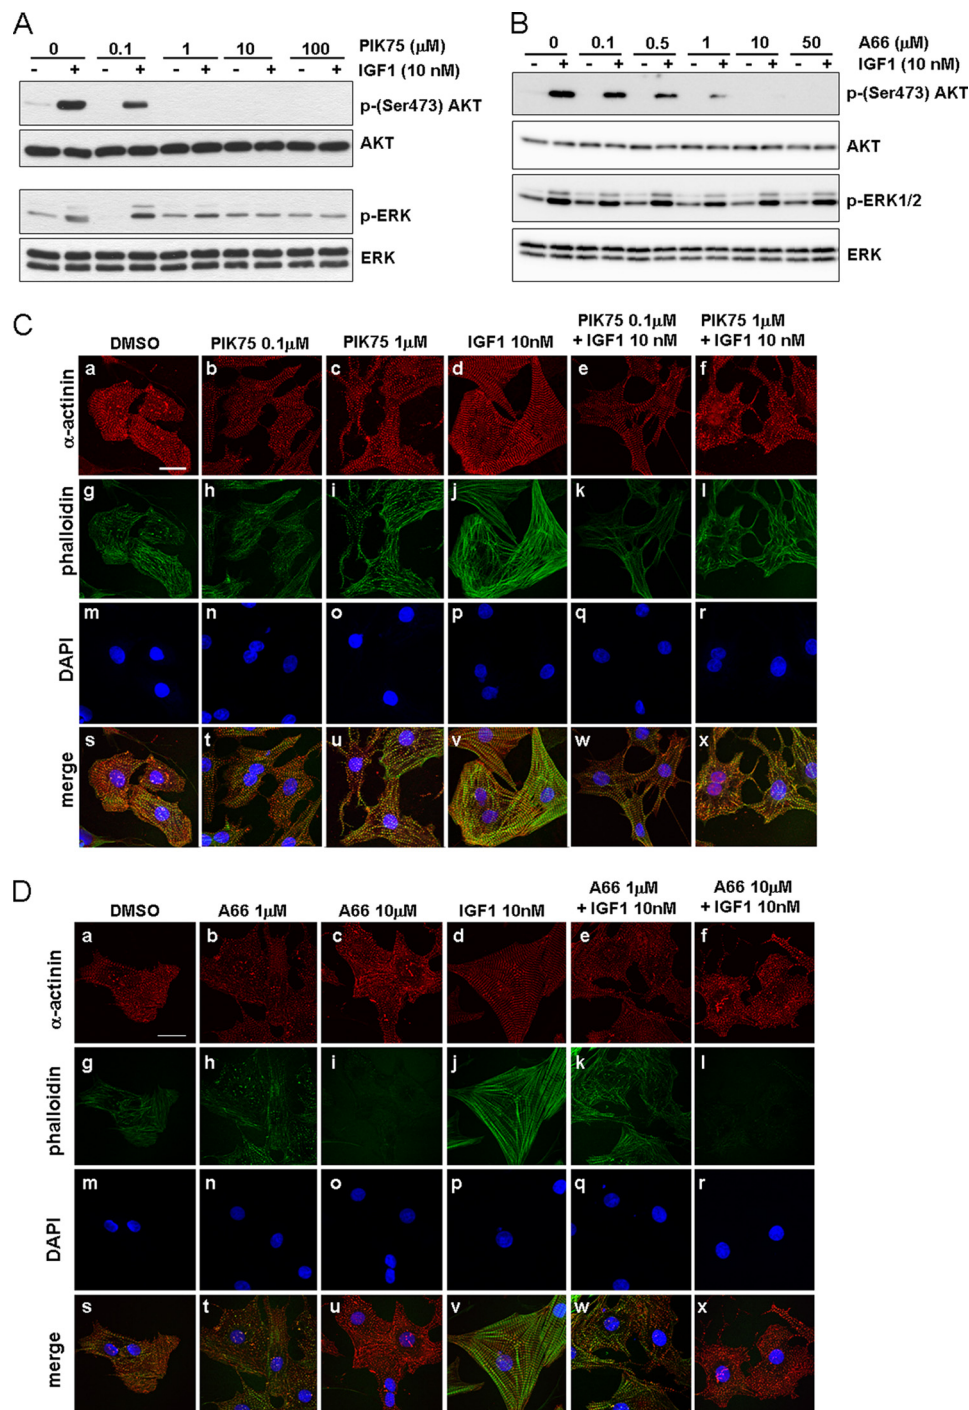 A
0 0.1 1 10 100 PIK75 (µM)
- + - + - + - + - + IGF1 (10 nM)
p-(Ser473) AKT
AKT
p-ERK
ERK
B
0 0.1 0.5 1 10 50 A66 (µM)
- + - + - + - + - + - + IGF1 (10 nM)
p-(Ser473) AKT
AKT
p-ERK1/2
ERK
C
DMSO PIK75 0.1µM PIK75 1µM IGF1 10nM PIK75 0.1µM + IGF1 10 nM PIK75 1µM + IGF1 10 nM
α-actinin a b c d e f
phalloidin g h i j k l
DAPI m n o p q r
merge s t u v w x
D
DMSO A66 1µM A66 10µM IGF1 10nM A66 1µM + IGF1 10nM A66 10µM + IGF1 10nM
α-actinin a b c d e f
phalloidin g h i j k l
DAPI m n o p q r
merge s t u v w x